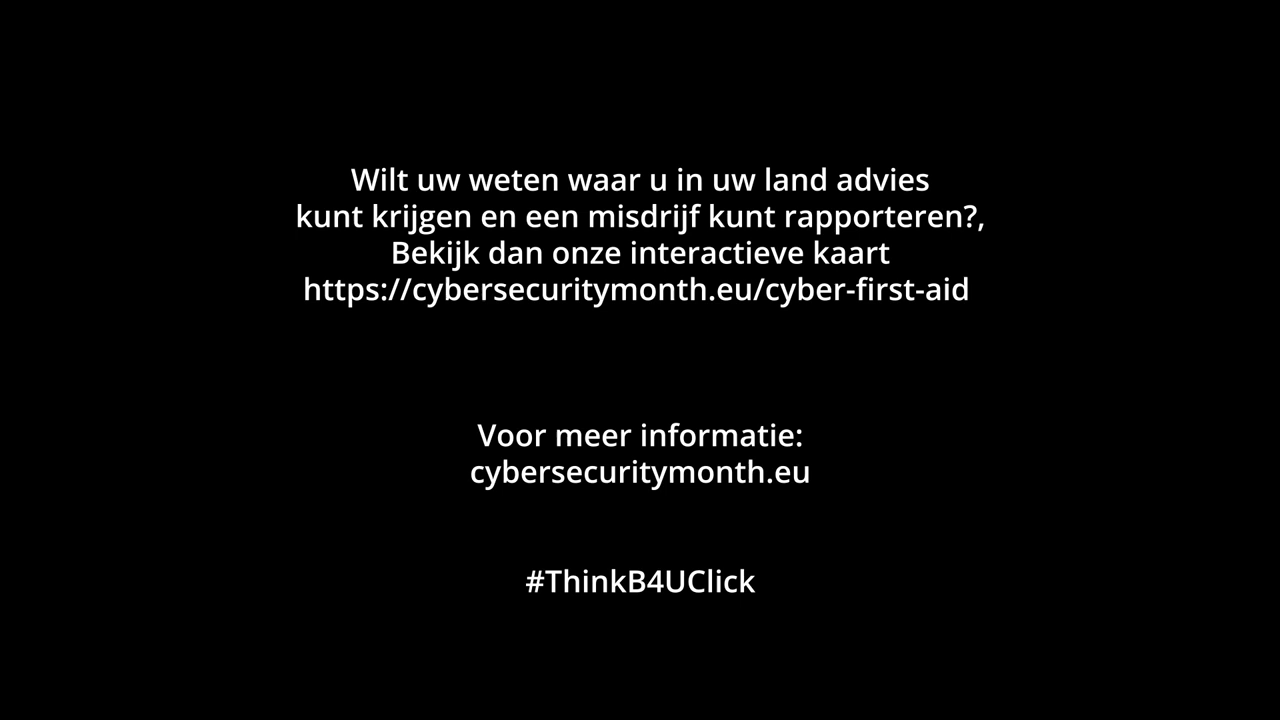 Wilt uw weten waar u in uw land advies
kunt krijgen en een misdrijf kunt rapporteren?,
Bekijk dan onze interactieve kaart
https://cybersecuritymonth.eu/cyber-first-aid
Voor meer informatie:
cybersecuritymonth.eu
#ThinkB4UClick